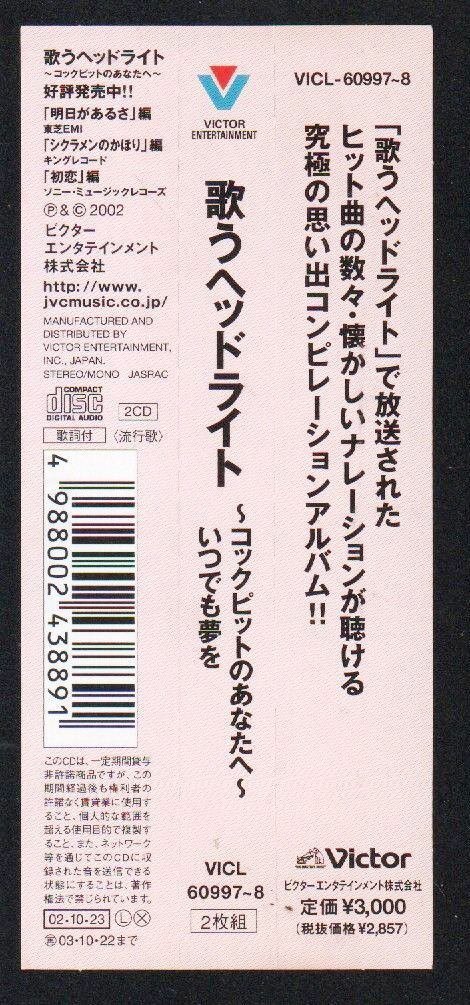 歌うヘッドライト
～コックピットのあなたへ～
好評発売中!!
「明日があるさ」編
東芝EMI
「シクラメンのかほり」編
キングレコード
「初恋」編
ソニー・ミュージックレコーズ
Ⓟ&Ⓒ2002
ビクター
エンタテインメント
株式会社
http://www.
jvcmusic.co.jp/
MANUFACTURED AND
DISTRIBUTED BY
VICTOR ENTERTAINMENT,
INC., JAPAN.
STEREO/MONO JASRAC
COMPACT
disc
DIGITAL AUDIO
2CD
歌詞付
〈流行歌〉
4 988002 438891
このCDは、一定期間貸与
非許諾商品ですが、この
期間経過後も権利者の
許諾なく賃貸業に使用す
ること、個人的な範囲を
超える使用目的で複製す
ること、また、ネットワーク
等を通じてこのCDに収
録された音を送信できる
状態にすることは、著作
権法で禁じられています。
02・10・23 Ⓛ Ⓧ
03・10・22まで
VICTOR
ENTERTAINMENT
歌うヘッドライト
～コックピットのあなたへ～
いつでも夢を
VICL
60997~8
2枚組
VICL-60997~8
「歌うヘッドライト」で放送された
ヒット曲の数々・懐かしいナレーションが聴ける
究極の思い出コンピレーションアルバム!!
Victor
ビクターエンタテインメント株式会社
定価¥3,000
(税抜価格¥2,857)